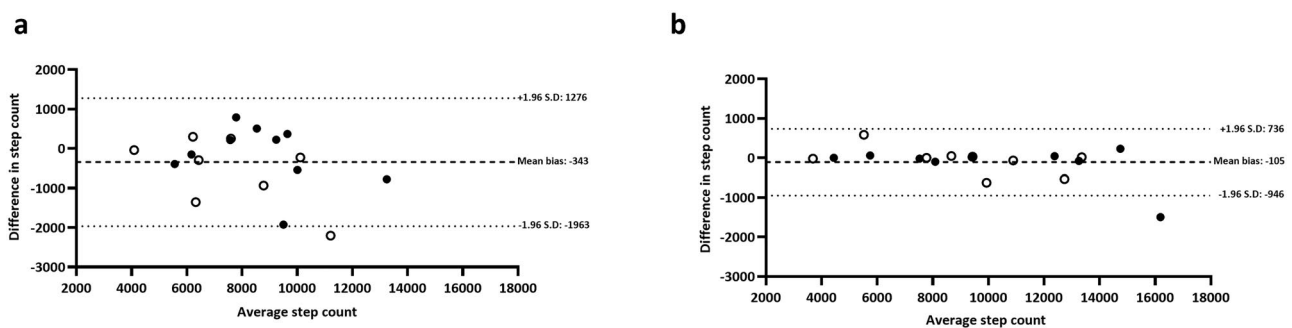 a
2000
1000
0
-1000
-2000
-3000
Difference in step count
+1.96 S.D: 1276
Mean bias: -343
-1.96 S.D: -1963
2000 4000 6000 8000 10000 12000 14000 16000 18000
Average step count
b
2000
1000
0
-1000
-2000
-3000
Difference in step count
+1.96 S.D: 736
Mean bias: -105
-1.96 S.D: -946
2000 4000 6000 8000 10000 12000 14000 16000 18000
Average step count